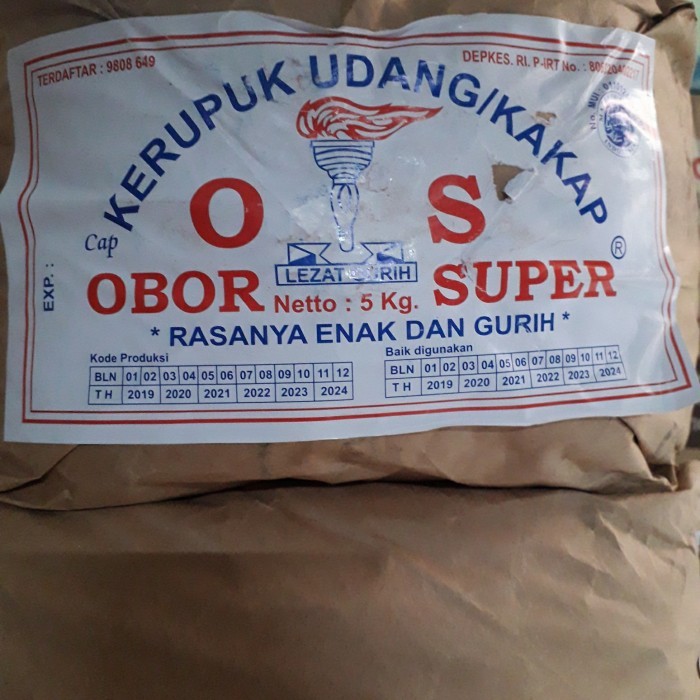 TERDAFTAR : 9808 649
DEPKES. RI. P-IRT No. :
KERUPUK UDANG/KAKAP
O S
Cap
®
LEZAT GURIH
OBOR SUPER
Netto : 5 Kg.
EXP. :
* RASANYA ENAK DAN GURIH *
Kode Produksi
BLN 01 02 03 04 05 06 07 08 09 10 11 12
TH 2019 2020 2021 2022 2023 2024
Baik digunakan
BLN 01 02 03 04 05 06 07 08 09 10 11 12
TH 2019 2020 2021 2022 2023 2024